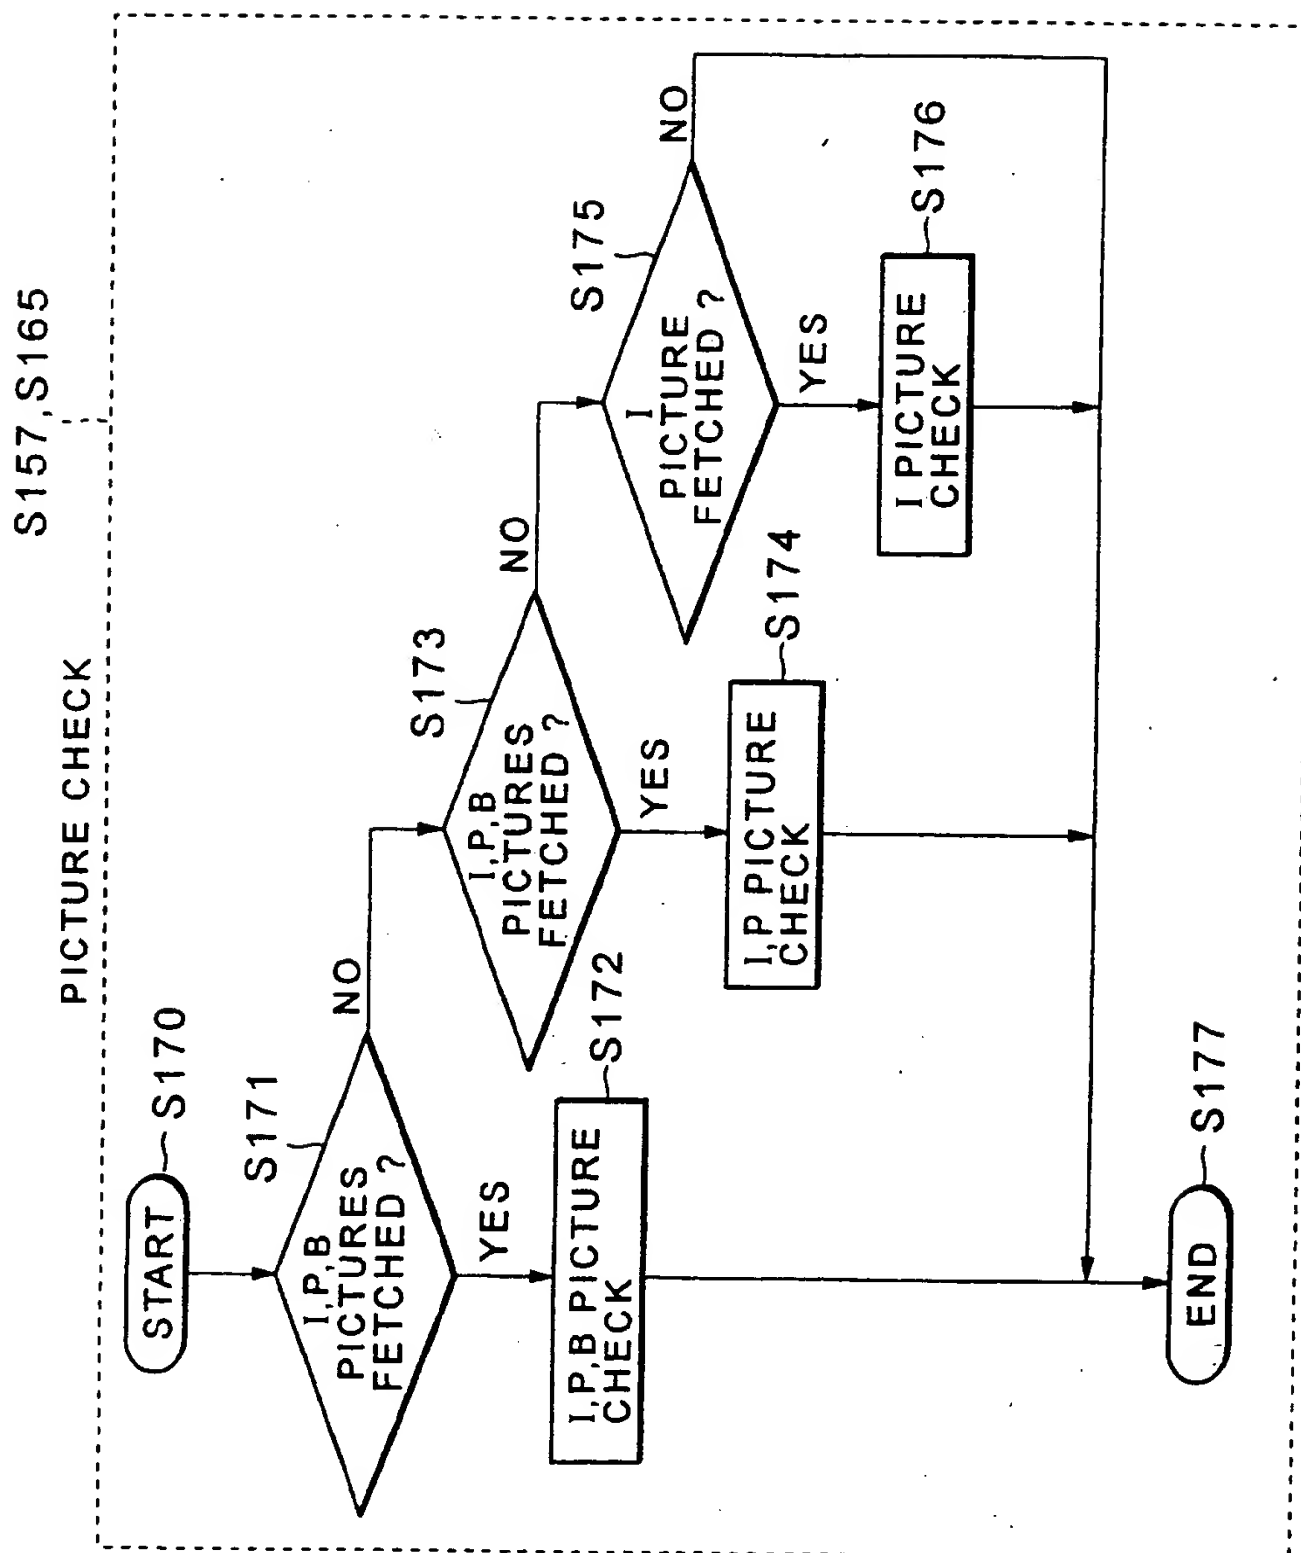 S157,S165
PICTURE CHECK
START
S170
I,P,B
PICTURES
FETCHED ?
S171
NO
YES
I,P,B PICTURE
CHECK
S172
I,P,B
PICTURES
FETCHED ?
S173
NO
YES
I,P PICTURE
CHECK
S174
I
PICTURE
FETCHED ?
S175
NO
YES
I PICTURE
CHECK
S176
END
S177